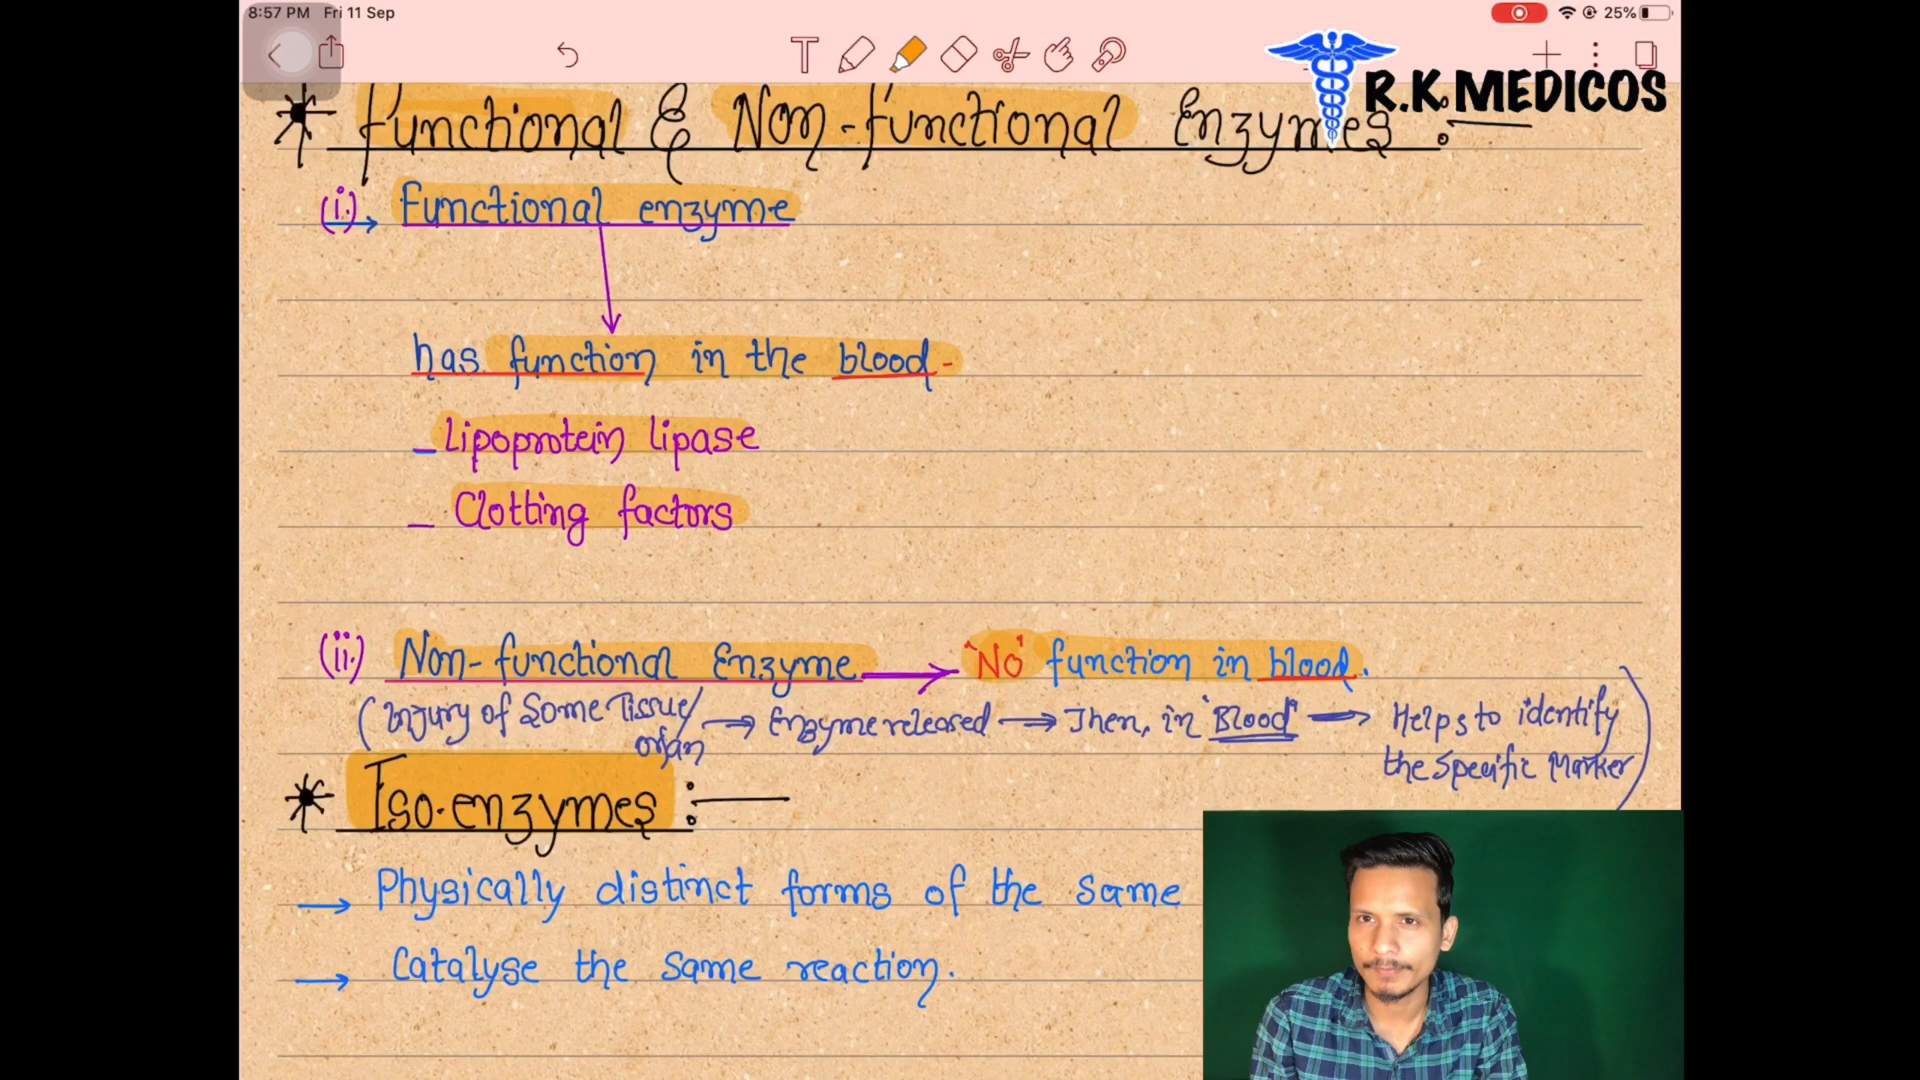 8:57 PM Fri 11 Sep
25%
R.K MEDICOS
Functional & Non-functional Enzymes :-
(i.) Functional enzyme
has function in the blood -
- Lipoprotein lipase
- Clotting factors
(ii.) Non-functional Enzyme → 'No' function in blood.
(Injury of Some Tissue/organ → Enzyme released → Then, in "Blood" → Helps to identify the specific Marker)
* Iso.enzymes :-
→ Physically distinct forms of the same
→ Catalyse the same reaction.